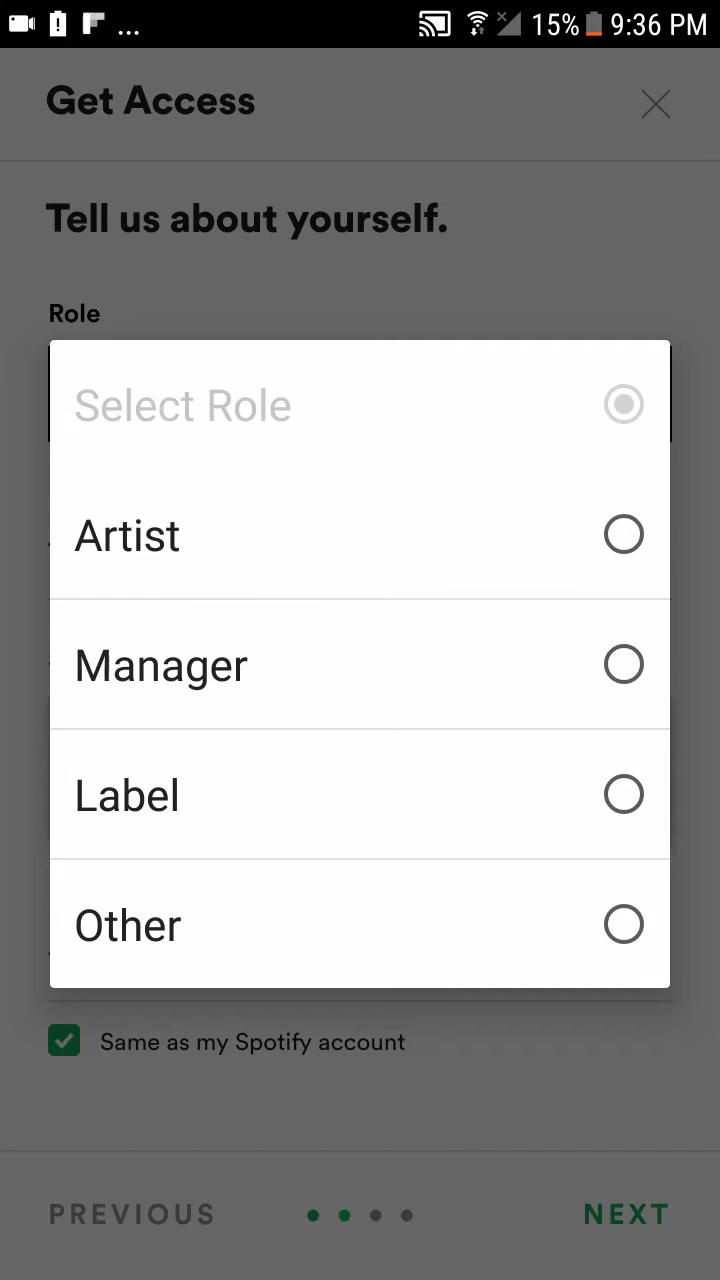 ... 15% 9:36 PM
Get Access
Tell us about yourself.
Role
Select Role
Artist
Manager
Label
Other
Same as my Spotify account
PREVIOUS NEXT